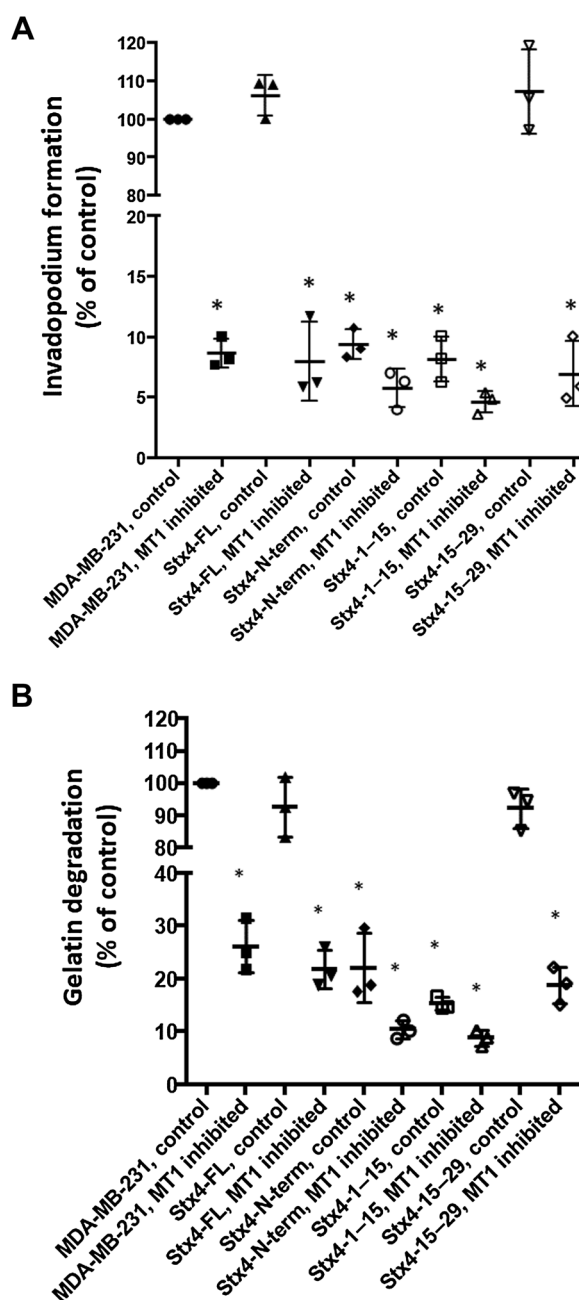 A
Invadopodium formation
(% of control)
120
110
100
90
80
20
15
10
5
0
*
*
*
*
*
*
*
MDA-MB-231, control
MDA-MB-231, MT1 inhibited
Stx4-FL, control
Stx4-FL, MT1 inhibited
Stx4-N-term, control
Stx4-N-term, MT1 inhibited
Stx4-1–15, control
Stx4-1–15, MT1 inhibited
Stx4-15–29, control
Stx4-15–29, MT1 inhibited
B
Gelatin degradation
(% of control)
120
110
100
90
80
40
30
20
10
0
*
*
*
*
*
*
*
MDA-MB-231, control
MDA-MB-231, MT1 inhibited
Stx4-FL, control
Stx4-FL, MT1 inhibited
Stx4-N-term, control
Stx4-N-term, MT1 inhibited
Stx4-1–15, control
Stx4-1–15, MT1 inhibited
Stx4-15–29, control
Stx4-15–29, MT1 inhibited